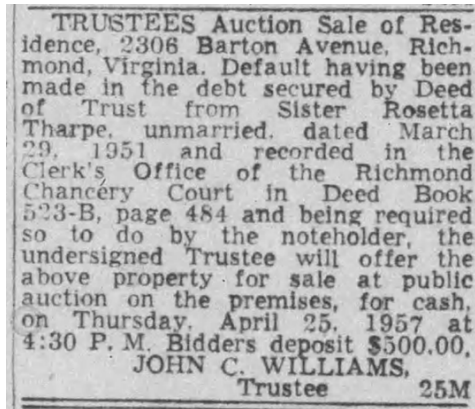 TRUSTEES Auction Sale of Res-
idence, 2306 Barton Avenue, Rich-
mond, Virginia. Default having been
made in the debt secured by Deed
of Trust from Sister Rosetta
Tharpe, unmarried, dated March
29, 1951 and recorded in the
Clerk's Office of the Richmond
Chancery Court in Deed Book
523-B, page 484 and being required
so to do by the noteholder, the
undersigned Trustee will offer the
above property for sale at public
auction on the premises, for cash,
on Thursday, April 25, 1957 at
4:30 P. M. Bidders deposit $500.00.
JOHN C. WILLIAMS,
Trustee 25M